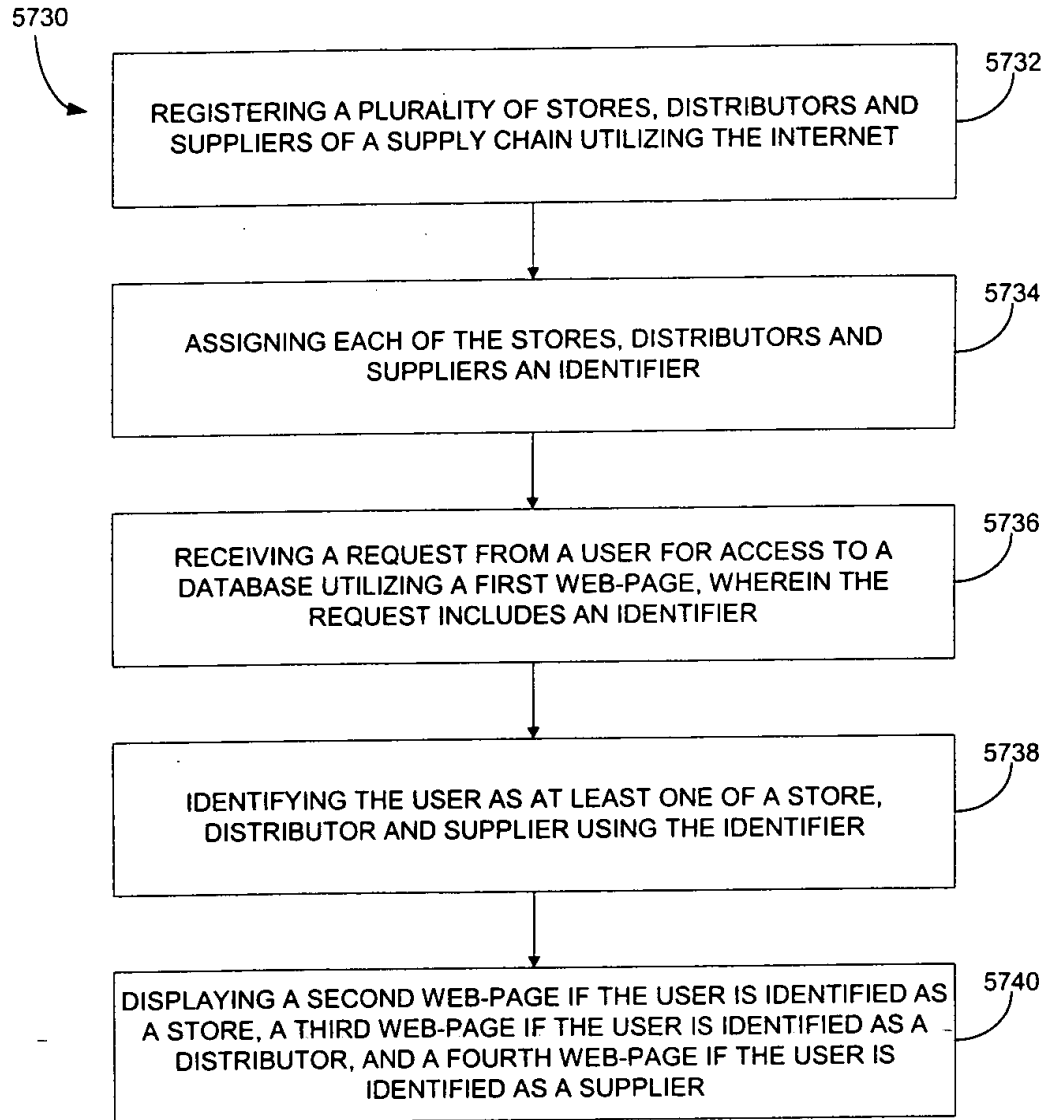 5730
5732
REGISTERING A PLURALITY OF STORES, DISTRIBUTORS AND
SUPPLIERS OF A SUPPLY CHAIN UTILIZING THE INTERNET
5734
ASSIGNING EACH OF THE STORES, DISTRIBUTORS AND
SUPPLIERS AN IDENTIFIER
5736
RECEIVING A REQUEST FROM A USER FOR ACCESS TO A
DATABASE UTILIZING A FIRST WEB-PAGE, WHEREIN THE
REQUEST INCLUDES AN IDENTIFIER
5738
IDENTIFYING THE USER AS AT LEAST ONE OF A STORE,
DISTRIBUTOR AND SUPPLIER USING THE IDENTIFIER
5740
DISPLAYING A SECOND WEB-PAGE IF THE USER IS IDENTIFIED AS
A STORE, A THIRD WEB-PAGE IF THE USER IS IDENTIFIED AS A
DISTRIBUTOR, AND A FOURTH WEB-PAGE IF THE USER IS
IDENTIFIED AS A SUPPLIER